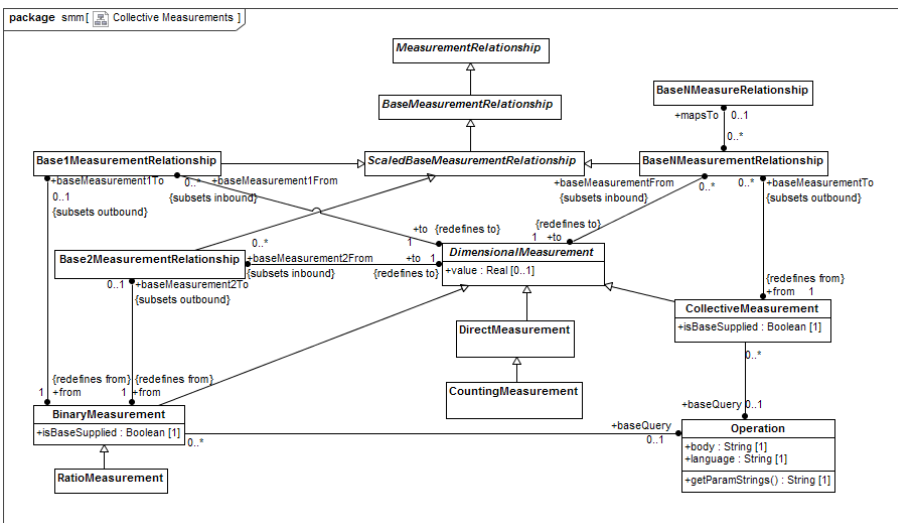 package smm[ Collective Measurements ]
MeasurementRelationship
BaseMeasurementRelationship
BaseNMeasureRelationship
+mapsTo 0..1
0..*
Base1MeasurementRelationship
ScaledBaseMeasurementRelationship
BaseNMeasurementRelationship
+baseMeasurement1To
0..1
{subsets outbound}
0..* +baseMeasurement1From
{subsets inbound}
+baseMeasurementFrom
{subsets inbound}
0..*
0..* +baseMeasurementTo
{subsets outbound}
+to {redefines to}
1
{redefines to}
1 +to
Base2MeasurementRelationship
0..*
+baseMeasurement2From
{subsets inbound}
+to 1
{redefines to}
DimensionalMeasurement
+value : Real [0..1]
0..1 +baseMeasurement2To
{subsets outbound}
{redefines from}
+from 1
CollectiveMeasurement
+isBaseSupplied : Boolean [1]
DirectMeasurement
CountingMeasurement
0..*
{redefines from} {redefines from}
1 +from 1 +from
BinaryMeasurement
+isBaseSupplied : Boolean [1]
0..*
+baseQuery 0..1
+baseQuery
0..1
Operation
+body : String [1]
+language : String [1]
+getParamStrings() : String [1]
RatioMeasurement